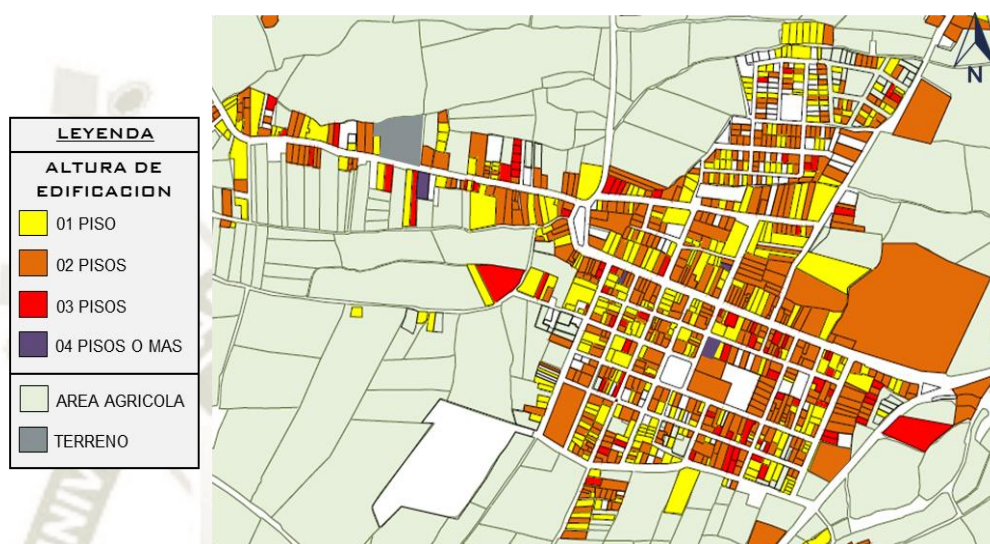 LEYENDA
ALTURA DE
EDIFICACION
01 PISO
02 PISOS
03 PISOS
04 PISOS O MAS
AREA AGRICOLA
TERRENO
N